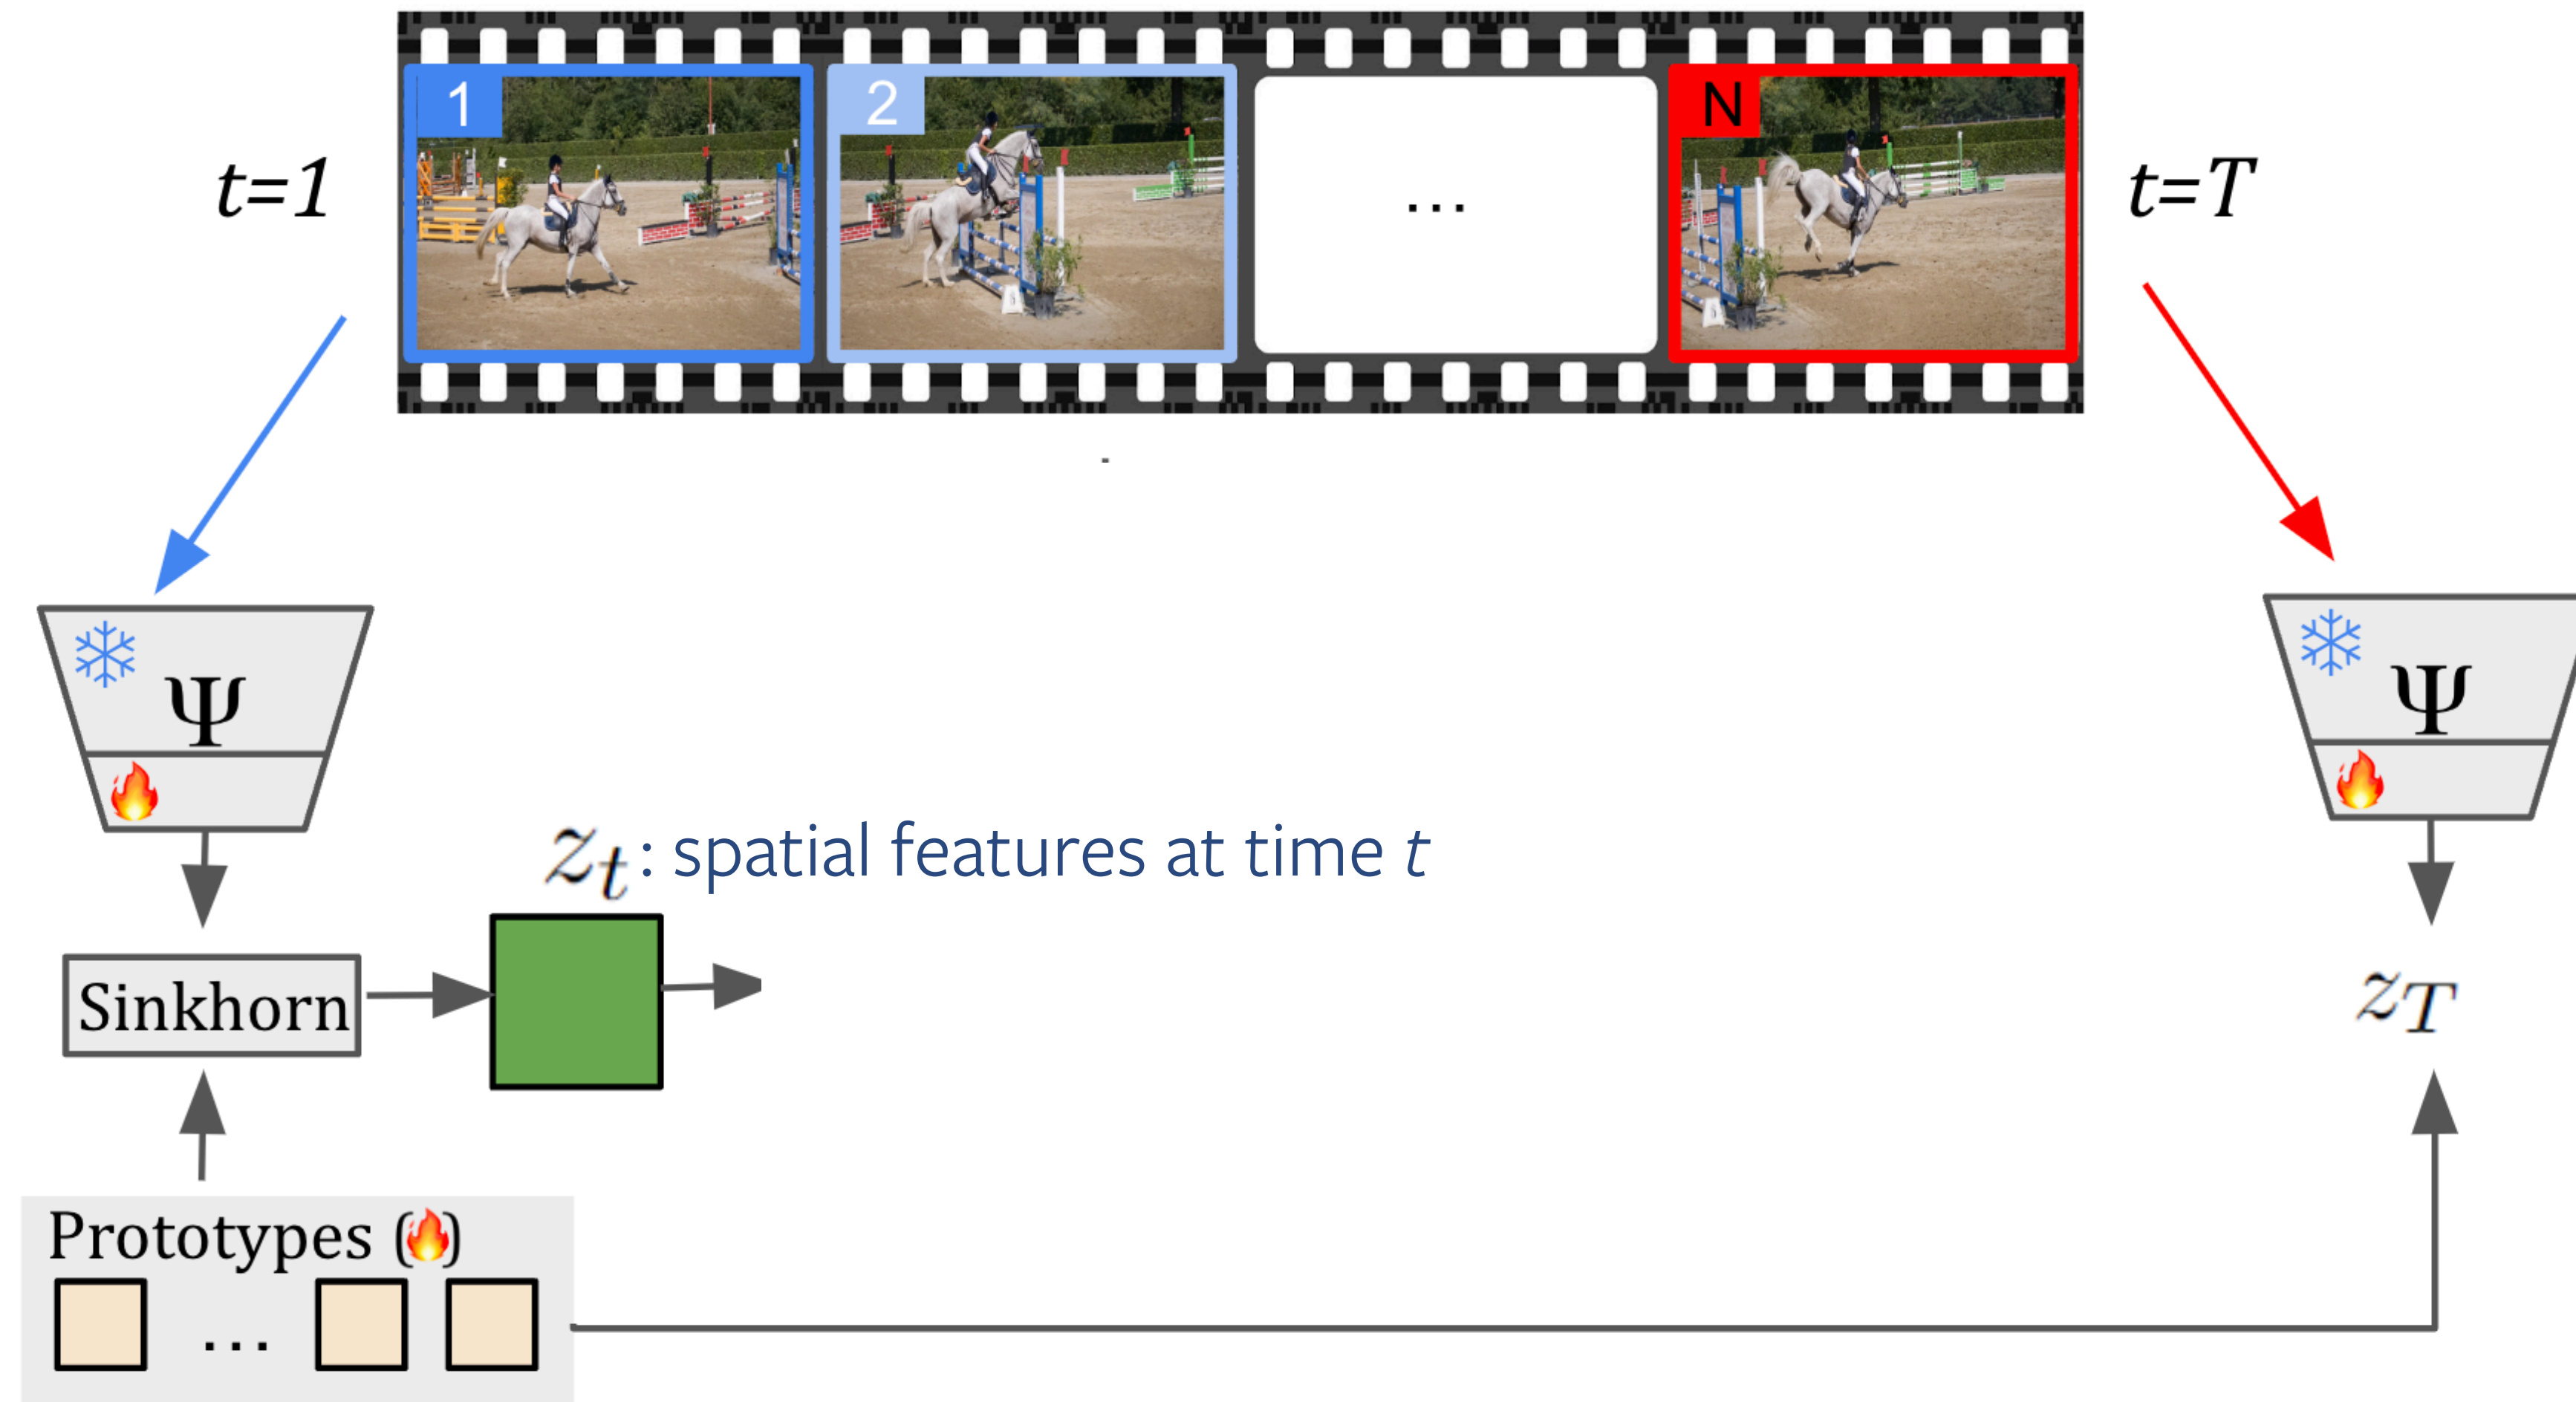 1
2
...
N
t=1
t=T
Ψ
Ψ
z_t : spatial features at time t
Sinkhorn
z_T
Prototypes (🔥)
...